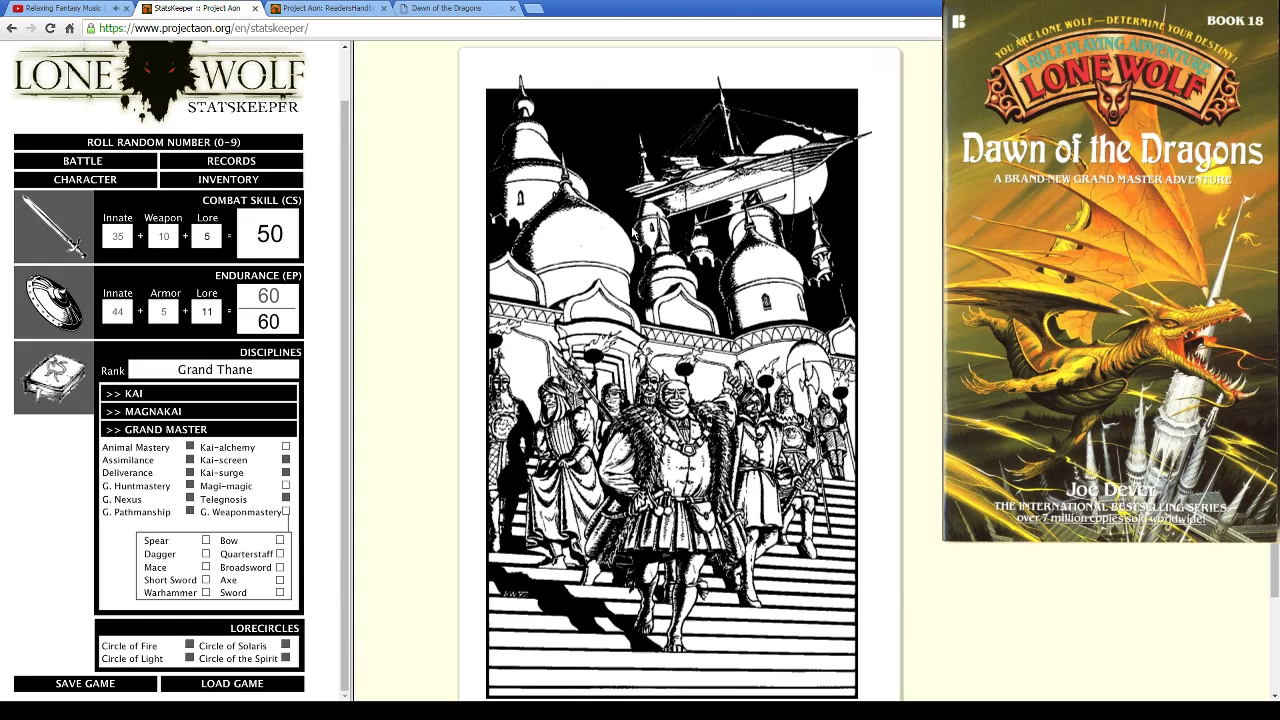 Relaxing Fantasy Music |
StatsKeeper :: Project Aon
Project Aon: ReadersHandb
Dawn of the Dragons
https://www.projectaon.org/en/statskeeper/
LONE WOLF
STATSKEEPER
ROLL RANDOM NUMBER (0-9)
BATTLE RECORDS
CHARACTER INVENTORY
COMBAT SKILL (CS)
Innate Weapon Lore
35 + 10 + 5 = 50
ENDURANCE (EP)
Innate Armor Lore
60
44 + 5 + 11 =
60
DISCIPLINES
Rank Grand Thane
>> KAI
>> MAGNAKAI
>> GRAND MASTER
Animal Mastery Kai-alchemy
Assimilance Kai-screen
Deliverance Kai-surge
G. Huntmastery Magi-magic
G. Nexus Telegnosis
G. Pathmanship G. Weaponmastery
Spear Bow
Dagger Quarterstaff
Mace Broadsword
Short Sword Axe
Warhammer Sword
LORECIRCLES
Circle of Fire Circle of Solaris
Circle of Light Circle of the Spirit
SAVE GAME LOAD GAME
B
BOOK 18
YOU ARE LONE WOLF—DETERMINE YOUR DESTINY!
A ROLE PLAYING ADVENTURE
LONE WOLF
Dawn of the Dragons
A BRAND-NEW GRAND MASTER ADVENTURE
Joe Dever
THE INTERNATIONAL BESTSELLING SERIES—
over 7 million copies sold worldwide!